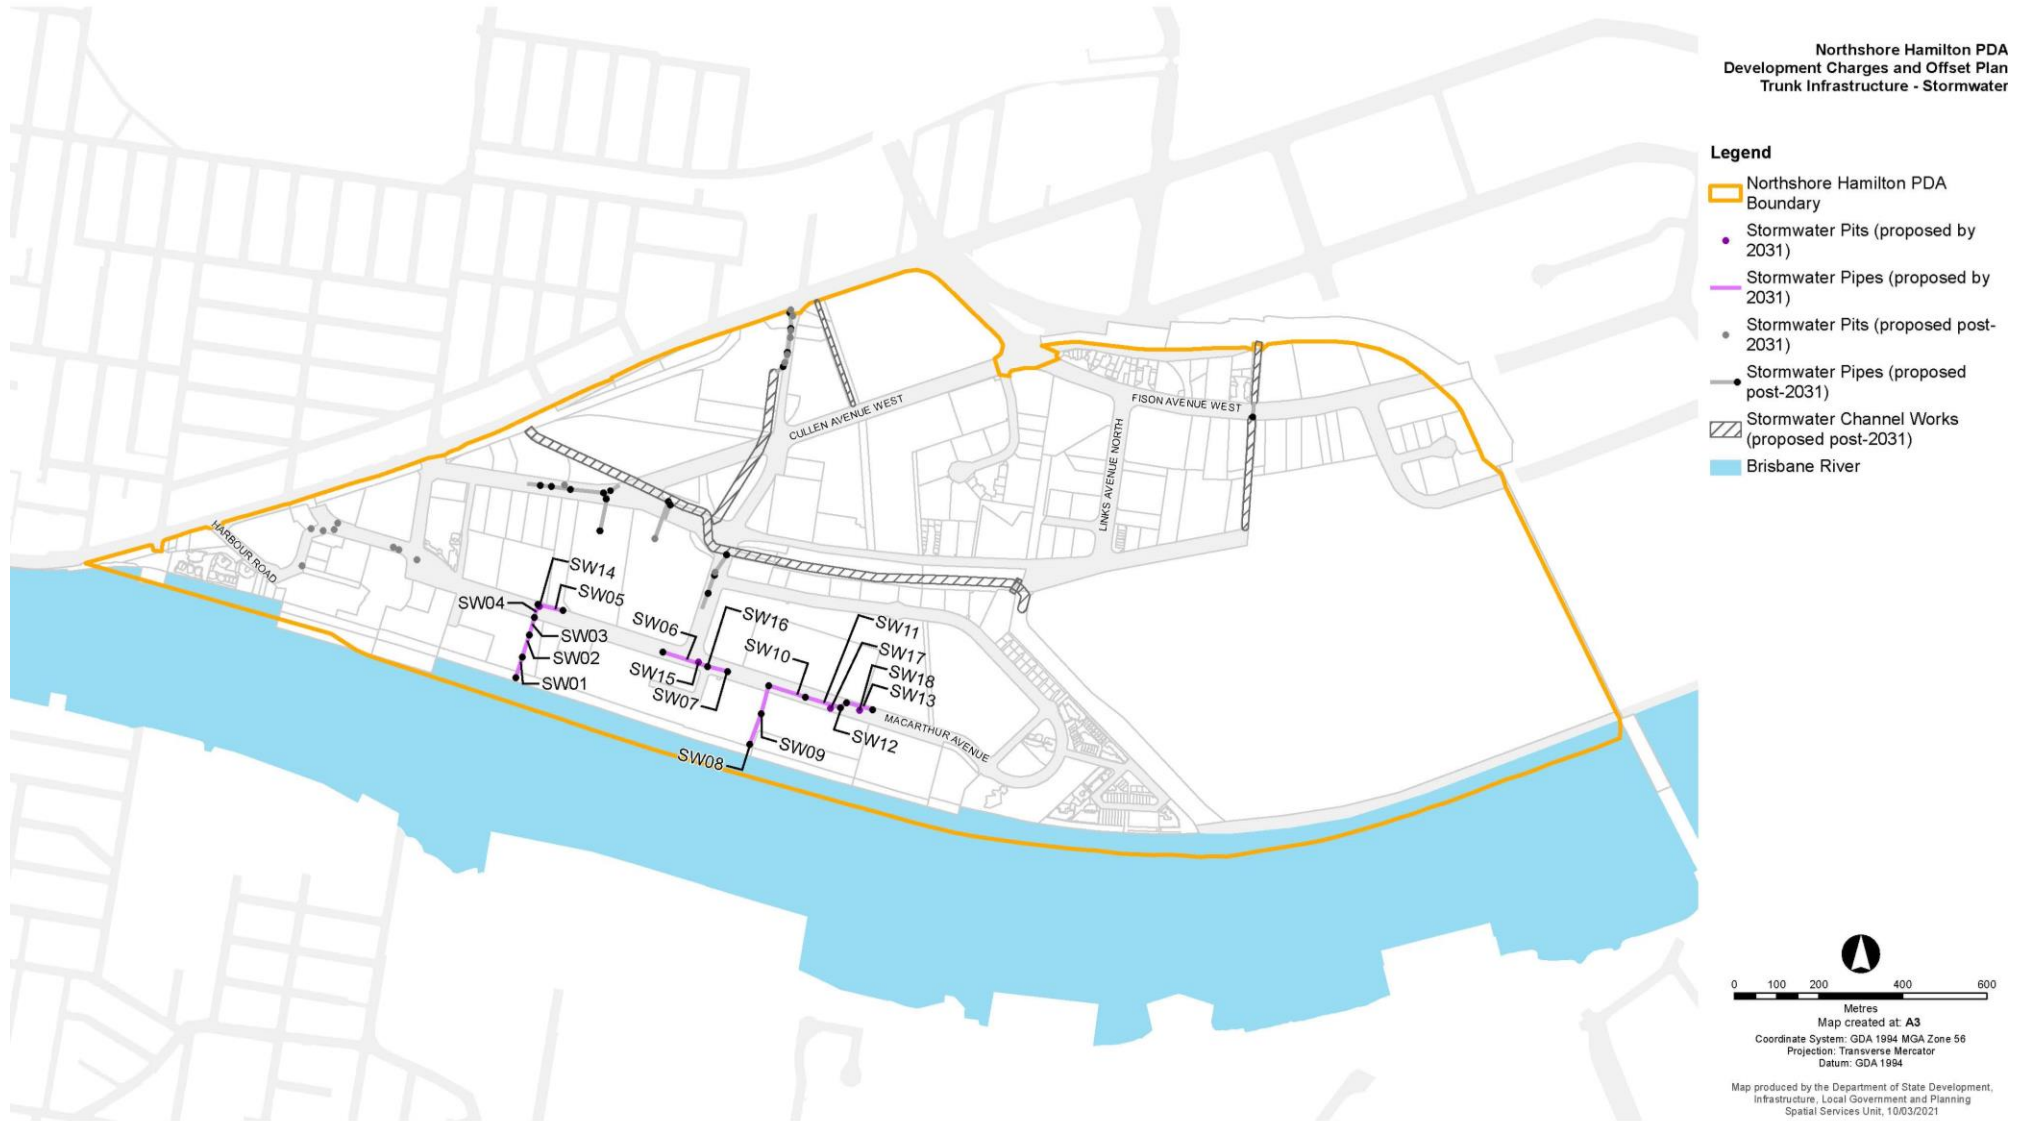 Northshore Hamilton PDA
Development Charges and Offset Plan
Trunk Infrastructure - Stormwater
Legend
Northshore Hamilton PDA
Boundary
Stormwater Pits (proposed by
2031)
Stormwater Pipes (proposed by
2031)
Stormwater Pits (proposed post-
2031)
Stormwater Pipes (proposed
post-2031)
Stormwater Channel Works
(proposed post-2031)
Brisbane River
CULLEN AVENUE WEST
FISON AVENUE WEST
LINKS AVENUE NORTH
HARBOUR ROAD
SW14
SW05
SW04
SW03
SW02
SW01
SW06
SW16
SW15
SW07
SW10
SW11
SW17
SW18
SW13
SW12
SW09
SW08
MACARTHUR AVENUE
0 100 200 400 600
Metres
Map created at: A3
Coordinate System: GDA 1994 MGA Zone 56
Projection: Transverse Mercator
Datum: GDA 1994
Map produced by the Department of State Development,
Infrastructure, Local Government and Planning
Spatial Services Unit, 10/03/2021